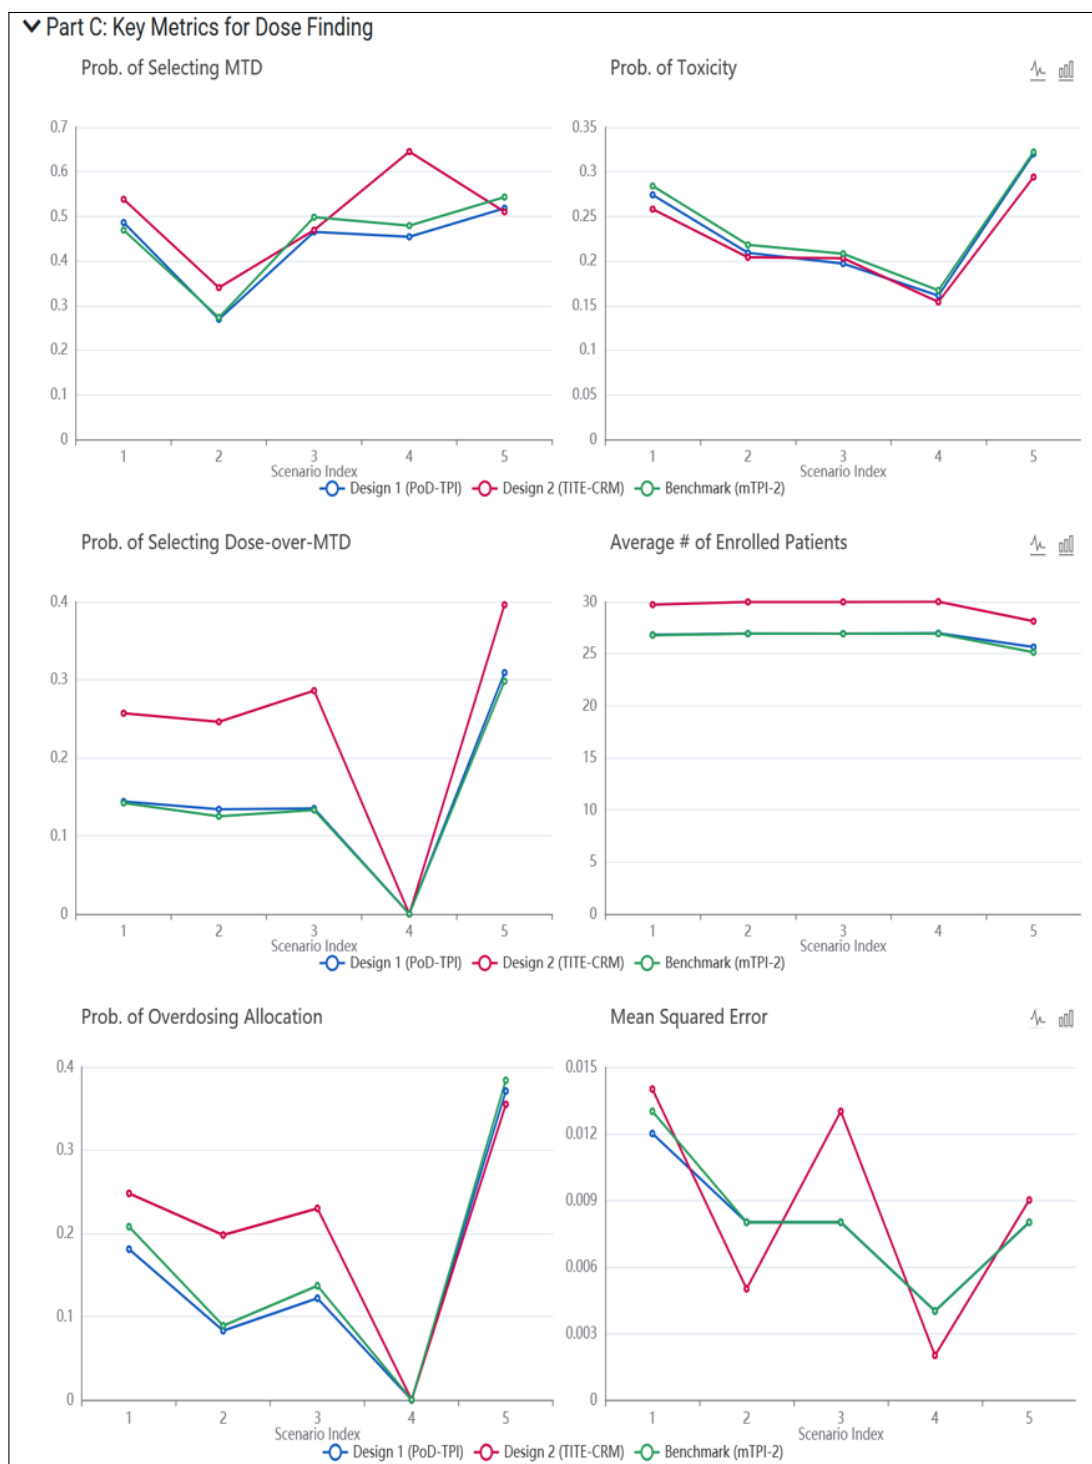 Part C: Key Metrics for Dose Finding
Prob. of Selecting MTD
0.7
0.6
0.5
0.4
0.3
0.2
0.1
0
1 2 3 4 5
Scenario Index
Prob. of Toxicity
0.35
0.3
0.25
0.2
0.15
0.1
0.05
0
1 2 3 4 5
Scenario Index
Design 1 (PoD-TPI) Design 2 (TITE-CRM) Benchmark (mTPI-2)
Prob. of Selecting Dose-over-MTD
0.4
0.3
0.2
0.1
0
1 2 3 4 5
Scenario Index
Average # of Enrolled Patients
30
25
20
15
10
5
0
1 2 3 4 5
Scenario Index
Design 1 (PoD-TPI) Design 2 (TITE-CRM) Benchmark (mTPI-2)
Prob. of Overdosing Allocation
0.4
0.3
0.2
0.1
0
1 2 3 4 5
Scenario Index
Mean Squared Error
0.015
0.012
0.009
0.006
0.003
0
1 2 3 4 5
Scenario Index
Design 1 (PoD-TPI) Design 2 (TITE-CRM) Benchmark (mTPI-2)